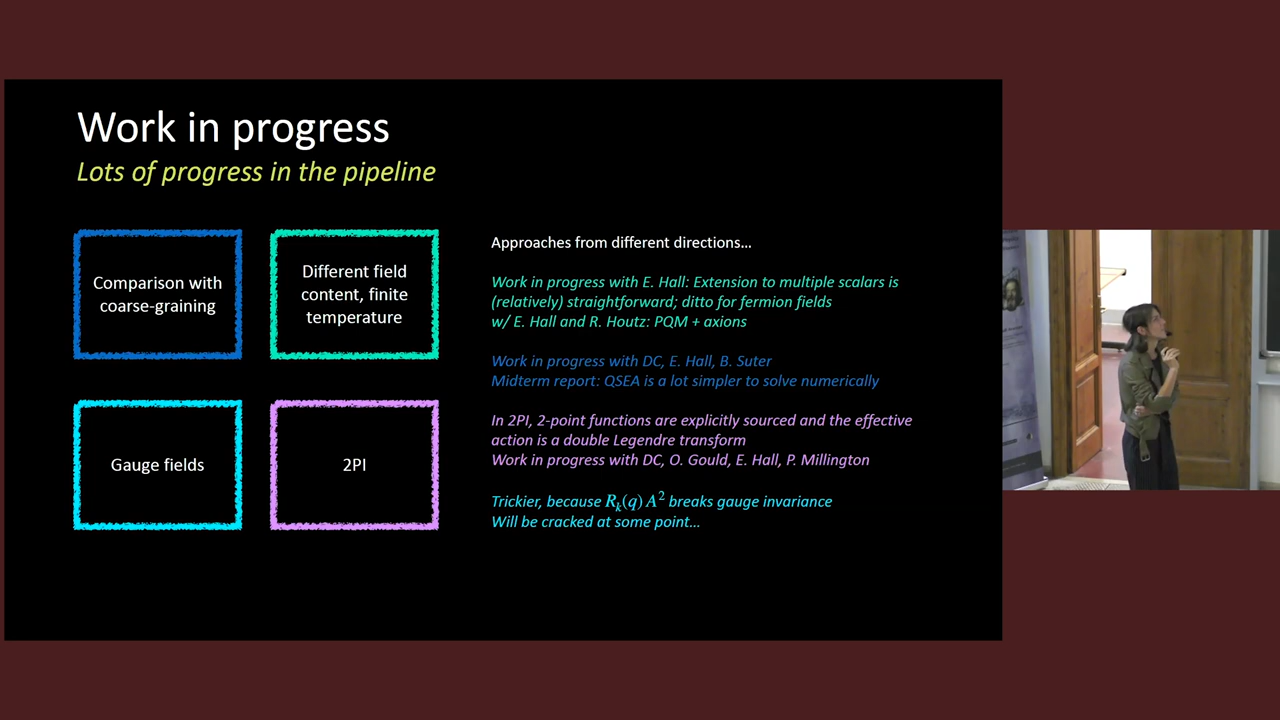 Work in progress
Lots of progress in the pipeline
Comparison with
coarse-graining
Different field
content, finite
temperature
Gauge fields
2PI
Approaches from different directions…
Work in progress with E. Hall: Extension to multiple scalars is
(relatively) straightforward; ditto for fermion fields
w/ E. Hall and R. Houtz: PQM + axions
Work in progress with DC, E. Hall, B. Suter
Midterm report: QSEA is a lot simpler to solve numerically
In 2PI, 2-point functions are explicitly sourced and the effective
action is a double Legendre transform
Work in progress with DC, O. Gould, E. Hall, P. Millington
Trickier, because R_k(q) A² breaks gauge invariance
Will be cracked at some point…